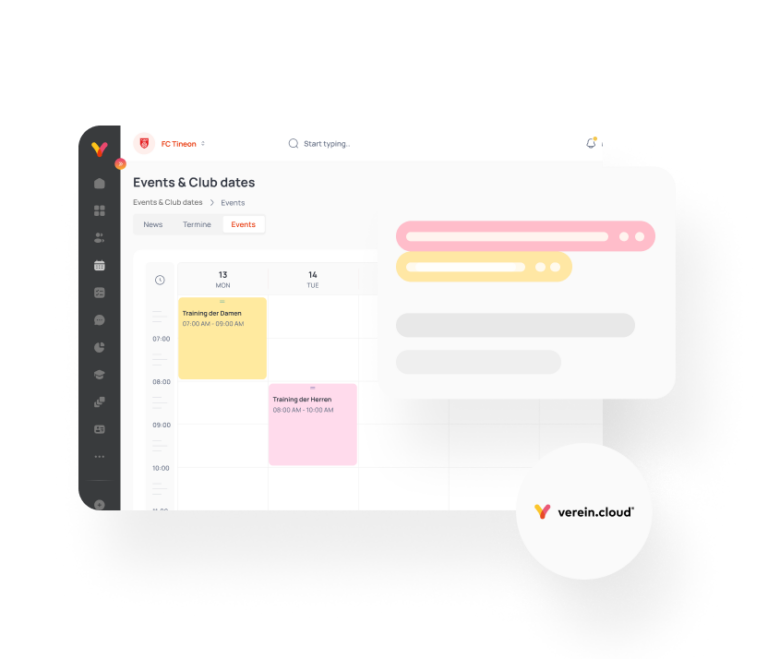 FC Tineon
Start typing..
Events & Club dates
Events & Club dates > Events
News Termine Events
13 14
MON TUE
Training der Damen
07:00 AM - 09:00 AM
07:00
08:00
Training der Herren
08:00 AM - 10:00 AM
09:00
10:00
verein.cloud®